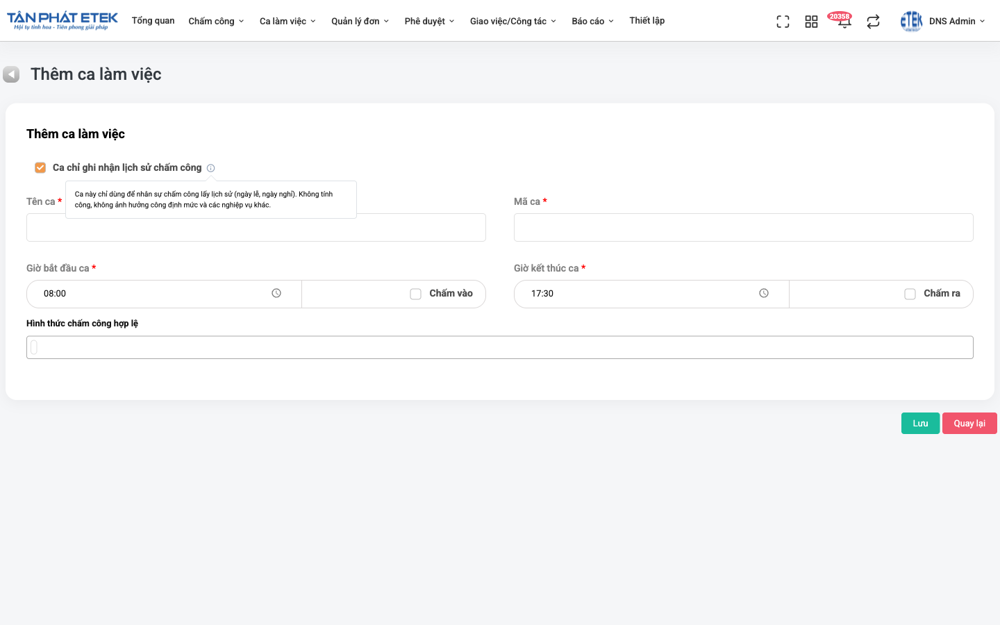 TÂN PHÁT ETEK
Hội tụ tinh hoa - Tiên phong giải pháp
Tổng quan
Chấm công
Ca làm việc
Quản lý đơn
Phê duyệt
Giao việc/Công tác
Báo cáo
Thiết lập
20358
ETEK
DNS Admin
Thêm ca làm việc
Thêm ca làm việc
Ca chỉ ghi nhận lịch sử chấm công
Ca này chỉ dùng để nhân sự chấm công lấy lịch sử (ngày lễ, ngày nghỉ). Không tính
công, không ảnh hưởng công định mức và các nghiệp vụ khác.
Tên ca *
Mã ca *
Giờ bắt đầu ca *
Giờ kết thúc ca *
08:00
Chấm vào
17:30
Chấm ra
Hình thức chấm công hợp lệ
Lưu
Quay lại